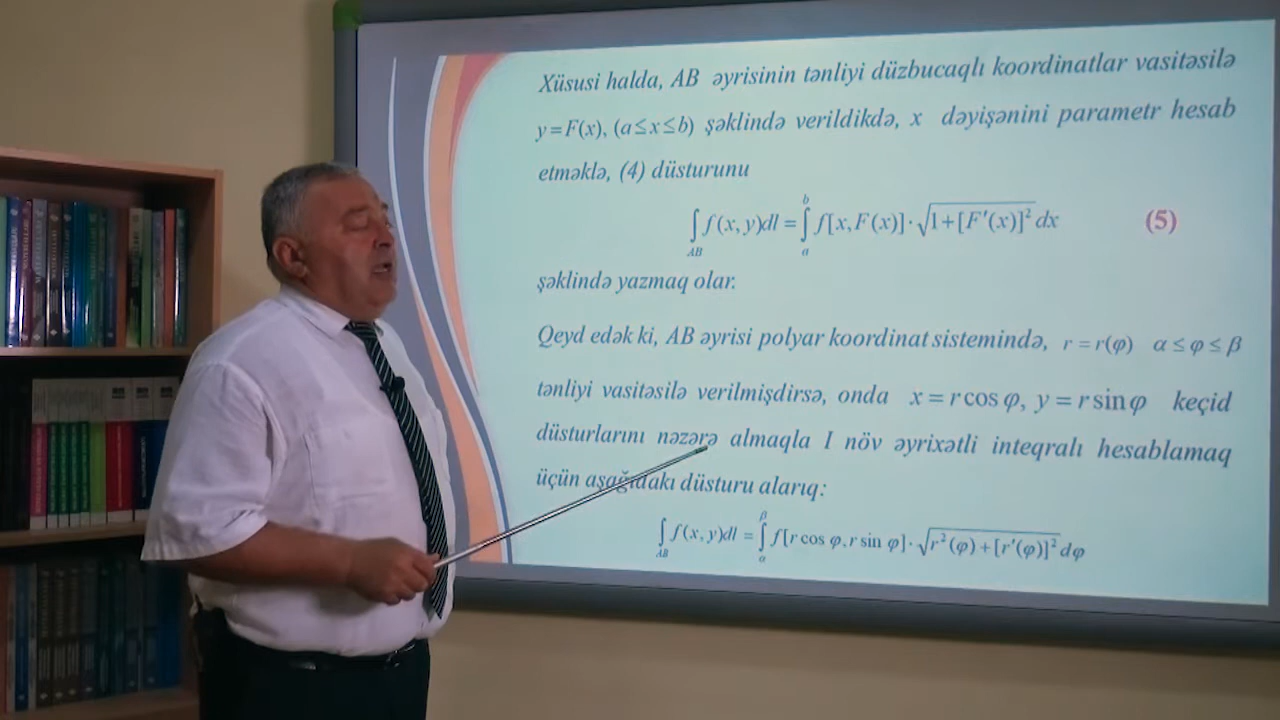 Xüsusi halda, AB əyrisinin tənliyi düzbucaqlı koordinatlar vasitəsilə
y=F(x), (a≤x≤b) şəklində verildikdə, x dəyişənini parametr hesab
etməklə, (4) düsturunu
∫_{AB} f(x,y)dl = ∫_a^b f[x,F(x)]·√(1+[F′(x)]²) dx (5)
şəklində yazmaq olar.
Qeyd edək ki, AB əyrisi polyar koordinat sistemində, r = r(φ) α ≤ φ ≤ β
tənliyi vasitəsilə verilmişdirsə, onda x = r cos φ, y = r sin φ keçid
düsturlarını nəzərə almaqla I növ əyrixətli inteqralı hesablamaq
üçün aşağıdakı düsturu alarıq:
∫_{AB} f(x,y)dl = ∫_α^β f[r cos φ, r sin φ]·√(r²(φ)+[r′(φ)]²) dφ